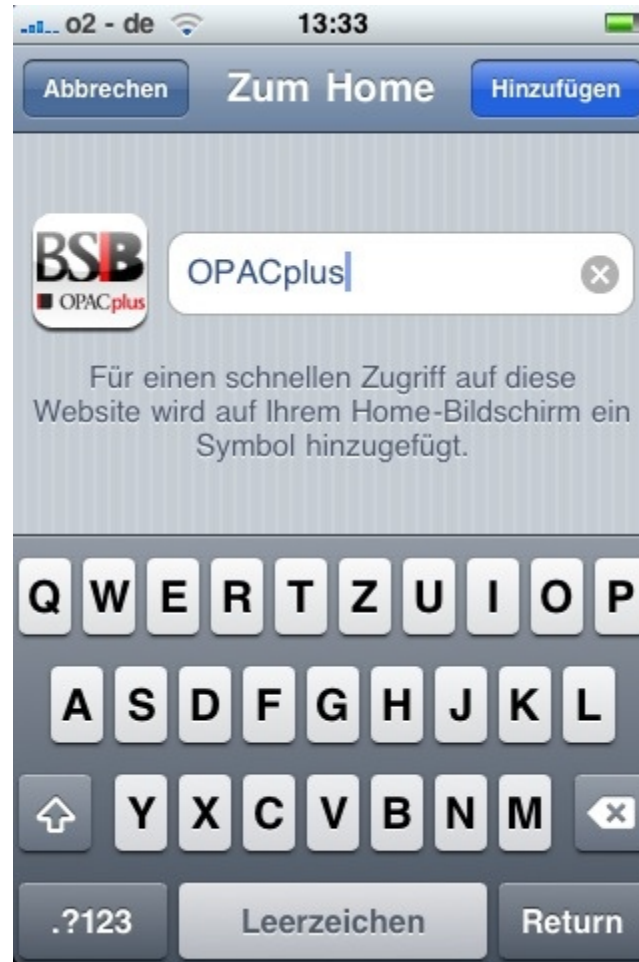 o2 - de 13:33
Abbrechen Zum Home Hinzufügen
BSB
OPACplus
OPACplus
Für einen schnellen Zugriff auf diese
Website wird auf Ihrem Home-Bildschirm ein
Symbol hinzugefügt.
Q W E R T Z U I O P
A S D F G H J K L
Y X C V B N M
.?123 Leerzeichen Return